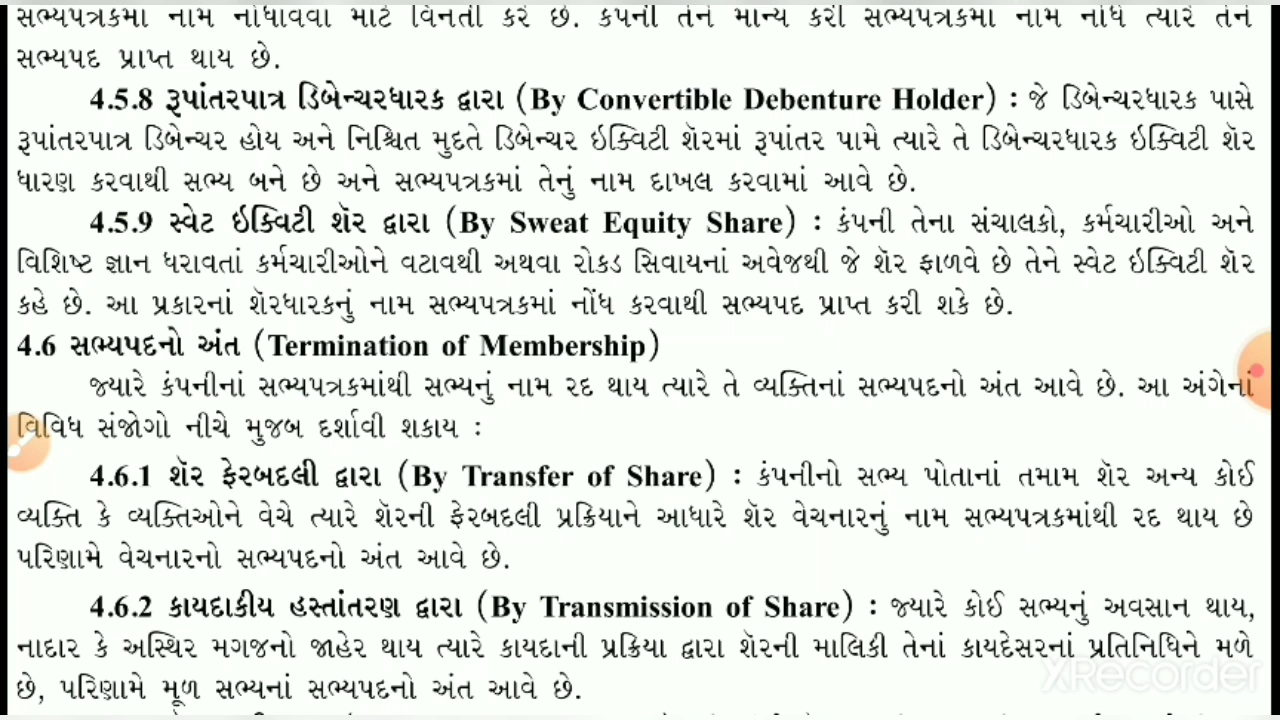 સભ્યપત્રકમાં નામ નોંધાવવા માટે વિનંતી કરે છે. કંપની તેને માન્ય કરી સભ્યપત્રકમાં નામ નોંધે ત્યારે તેને
સભ્યપદ પ્રાપ્ત થાય છે.
4.5.8 રૂપાંતરપાત્ર ડિબેન્ચરધારક દ્વારા (By Convertible Debenture Holder) : જે ડિબેન્ચરધારક પાસે
રૂપાંતરપાત્ર ડિબેન્ચર હોય અને નિશ્ચિત મુદતે ડિબેન્ચર ઇક્વિટી શૅરમાં રૂપાંતર પામે ત્યારે તે ડિબેન્ચરધારક ઇક્વિટી શૅર
ધારણ કરવાથી સભ્ય બને છે અને સભ્યપત્રકમાં તેનું નામ દાખલ કરવામાં આવે છે.
4.5.9 સ્વેટ ઇક્વિટી શૅર દ્વારા (By Sweat Equity Share) : કંપની તેના સંચાલકો, કર્મચારીઓ અને
વિશિષ્ટ જ્ઞાન ધરાવતાં કર્મચારીઓને વટાવથી અથવા રોકડ સિવાયનાં અવેજથી જે શૅર ફાળવે છે તેને સ્વેટ ઇક્વિટી શૅર
કહે છે. આ પ્રકારનાં શૅરધારકનું નામ સભ્યપત્રકમાં નોંધ કરવાથી સભ્યપદ પ્રાપ્ત કરી શકે છે.
4.6 સભ્યપદનો અંત (Termination of Membership)
જ્યારે કંપનીનાં સભ્યપત્રકમાંથી સભ્યનું નામ રદ થાય ત્યારે તે વ્યક્તિનાં સભ્યપદનો અંત આવે છે. આ અંગેનાં
વિવિધ સંજોગો નીચે મુજબ દર્શાવી શકાય :
4.6.1 શૅર ફેરબદલી દ્વારા (By Transfer of Share) : કંપનીનો સભ્ય પોતાનાં તમામ શૅર અન્ય કોઈ
વ્યક્તિ કે વ્યક્તિઓને વેચે ત્યારે શૅરની ફેરબદલી પ્રક્રિયાને આધારે શૅર વેચનારનું નામ સભ્યપત્રકમાંથી રદ થાય છે
પરિણામે વેચનારનો સભ્યપદનો અંત આવે છે.
4.6.2 કાયદાકીય હસ્તાંતરણ દ્વારા (By Transmission of Share) : જ્યારે કોઈ સભ્યનું અવસાન થાય,
નાદાર કે અસ્થિર મગજનો જાહેર થાય ત્યારે કાયદાની પ્રક્રિયા દ્વારા શૅરની માલિકી તેનાં કાયદેસરનાં પ્રતિનિધિને મળે
છે, પરિણામે મૂળ સભ્યનાં સભ્યપદનો અંત આવે છે.
XRecorder